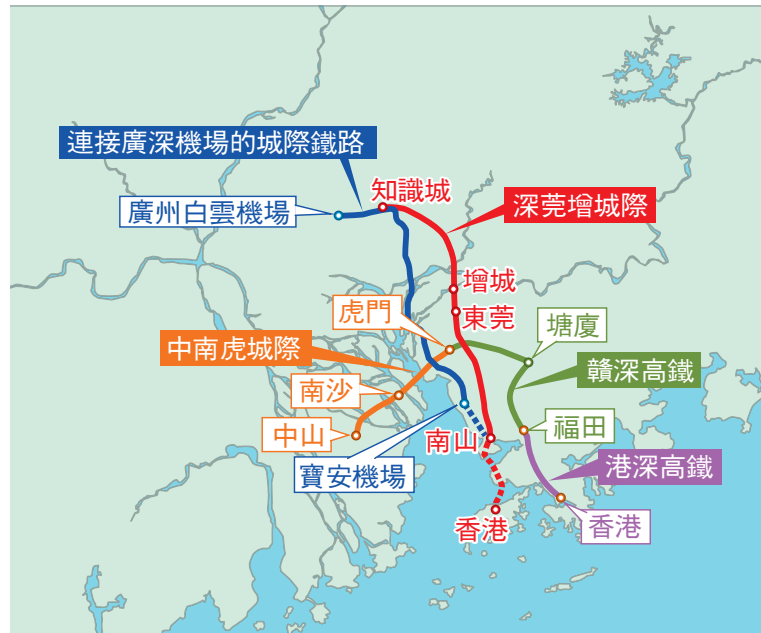 連接廣深機場的城際鐵路
知識城
廣州白雲機場
深莞增城際
增城
虎門
東莞
塘廈
中南虎城際
贛深高鐵
南沙
福田
中山
南山
寶安機場
港深高鐵
香港
香港